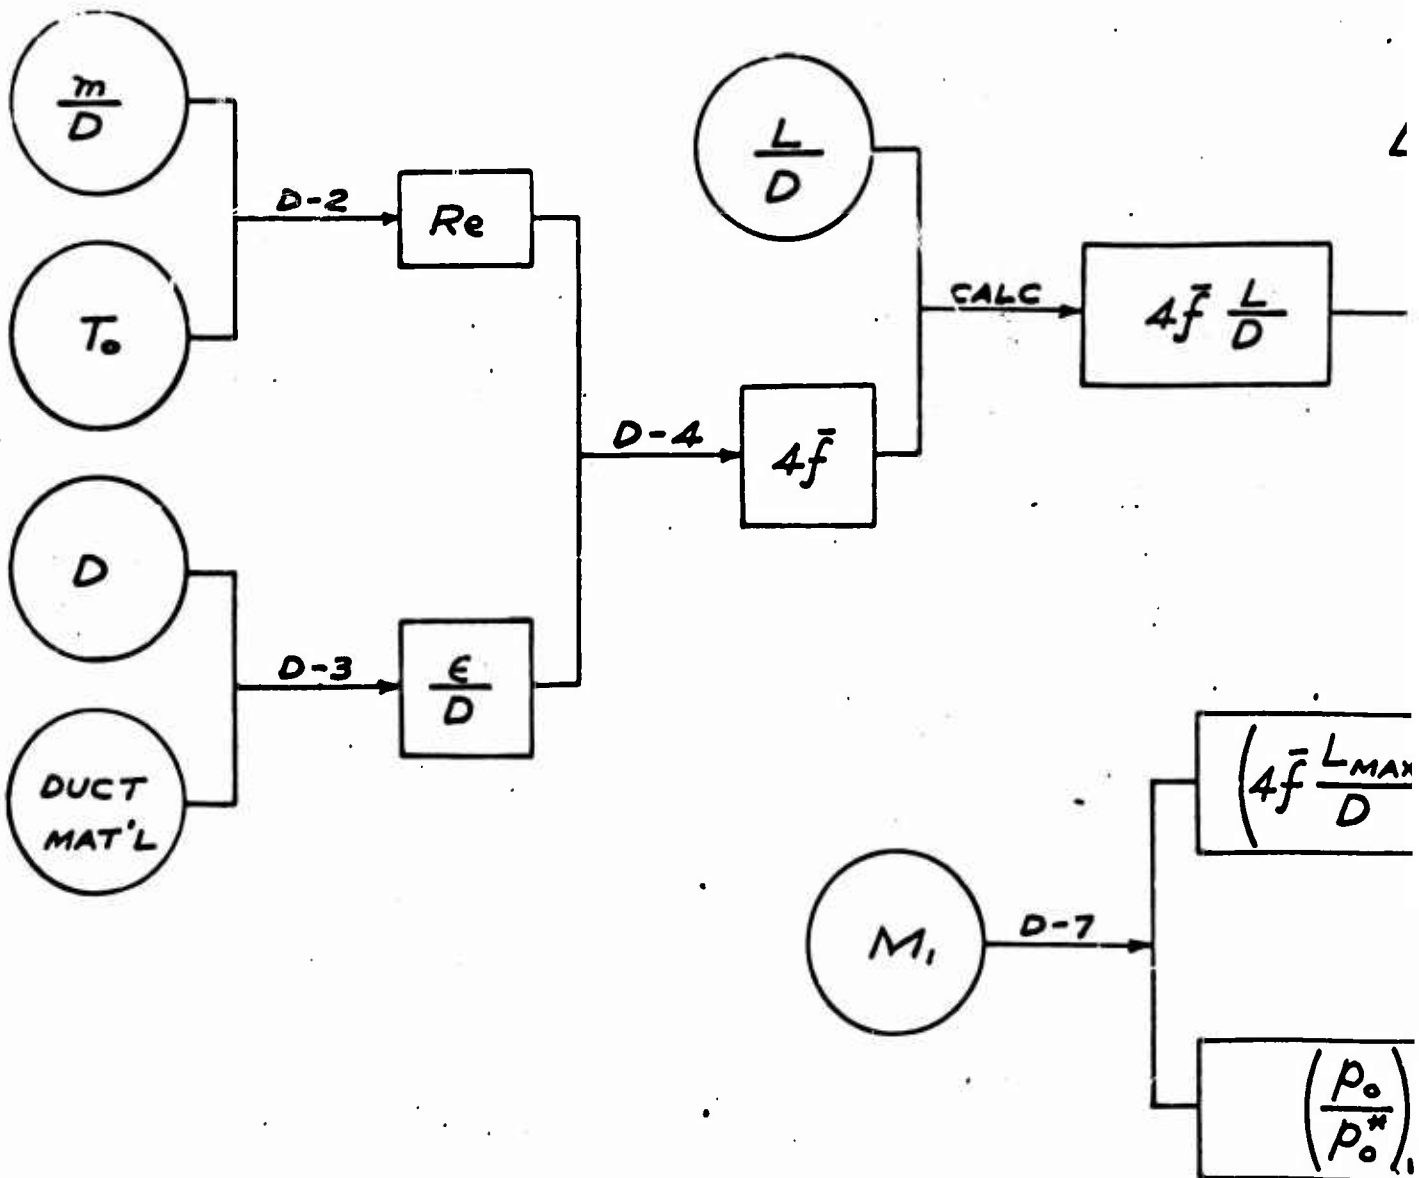 m/D
T₀
D-2
Re
D
DUCT
MAT'L
D-3
ϵ/D
D-4
4f̄
L/D
CALC
4f̄ L/D
M₁
D-7
(4f̄ L_MAX/D
(p₀/p₀*)₁